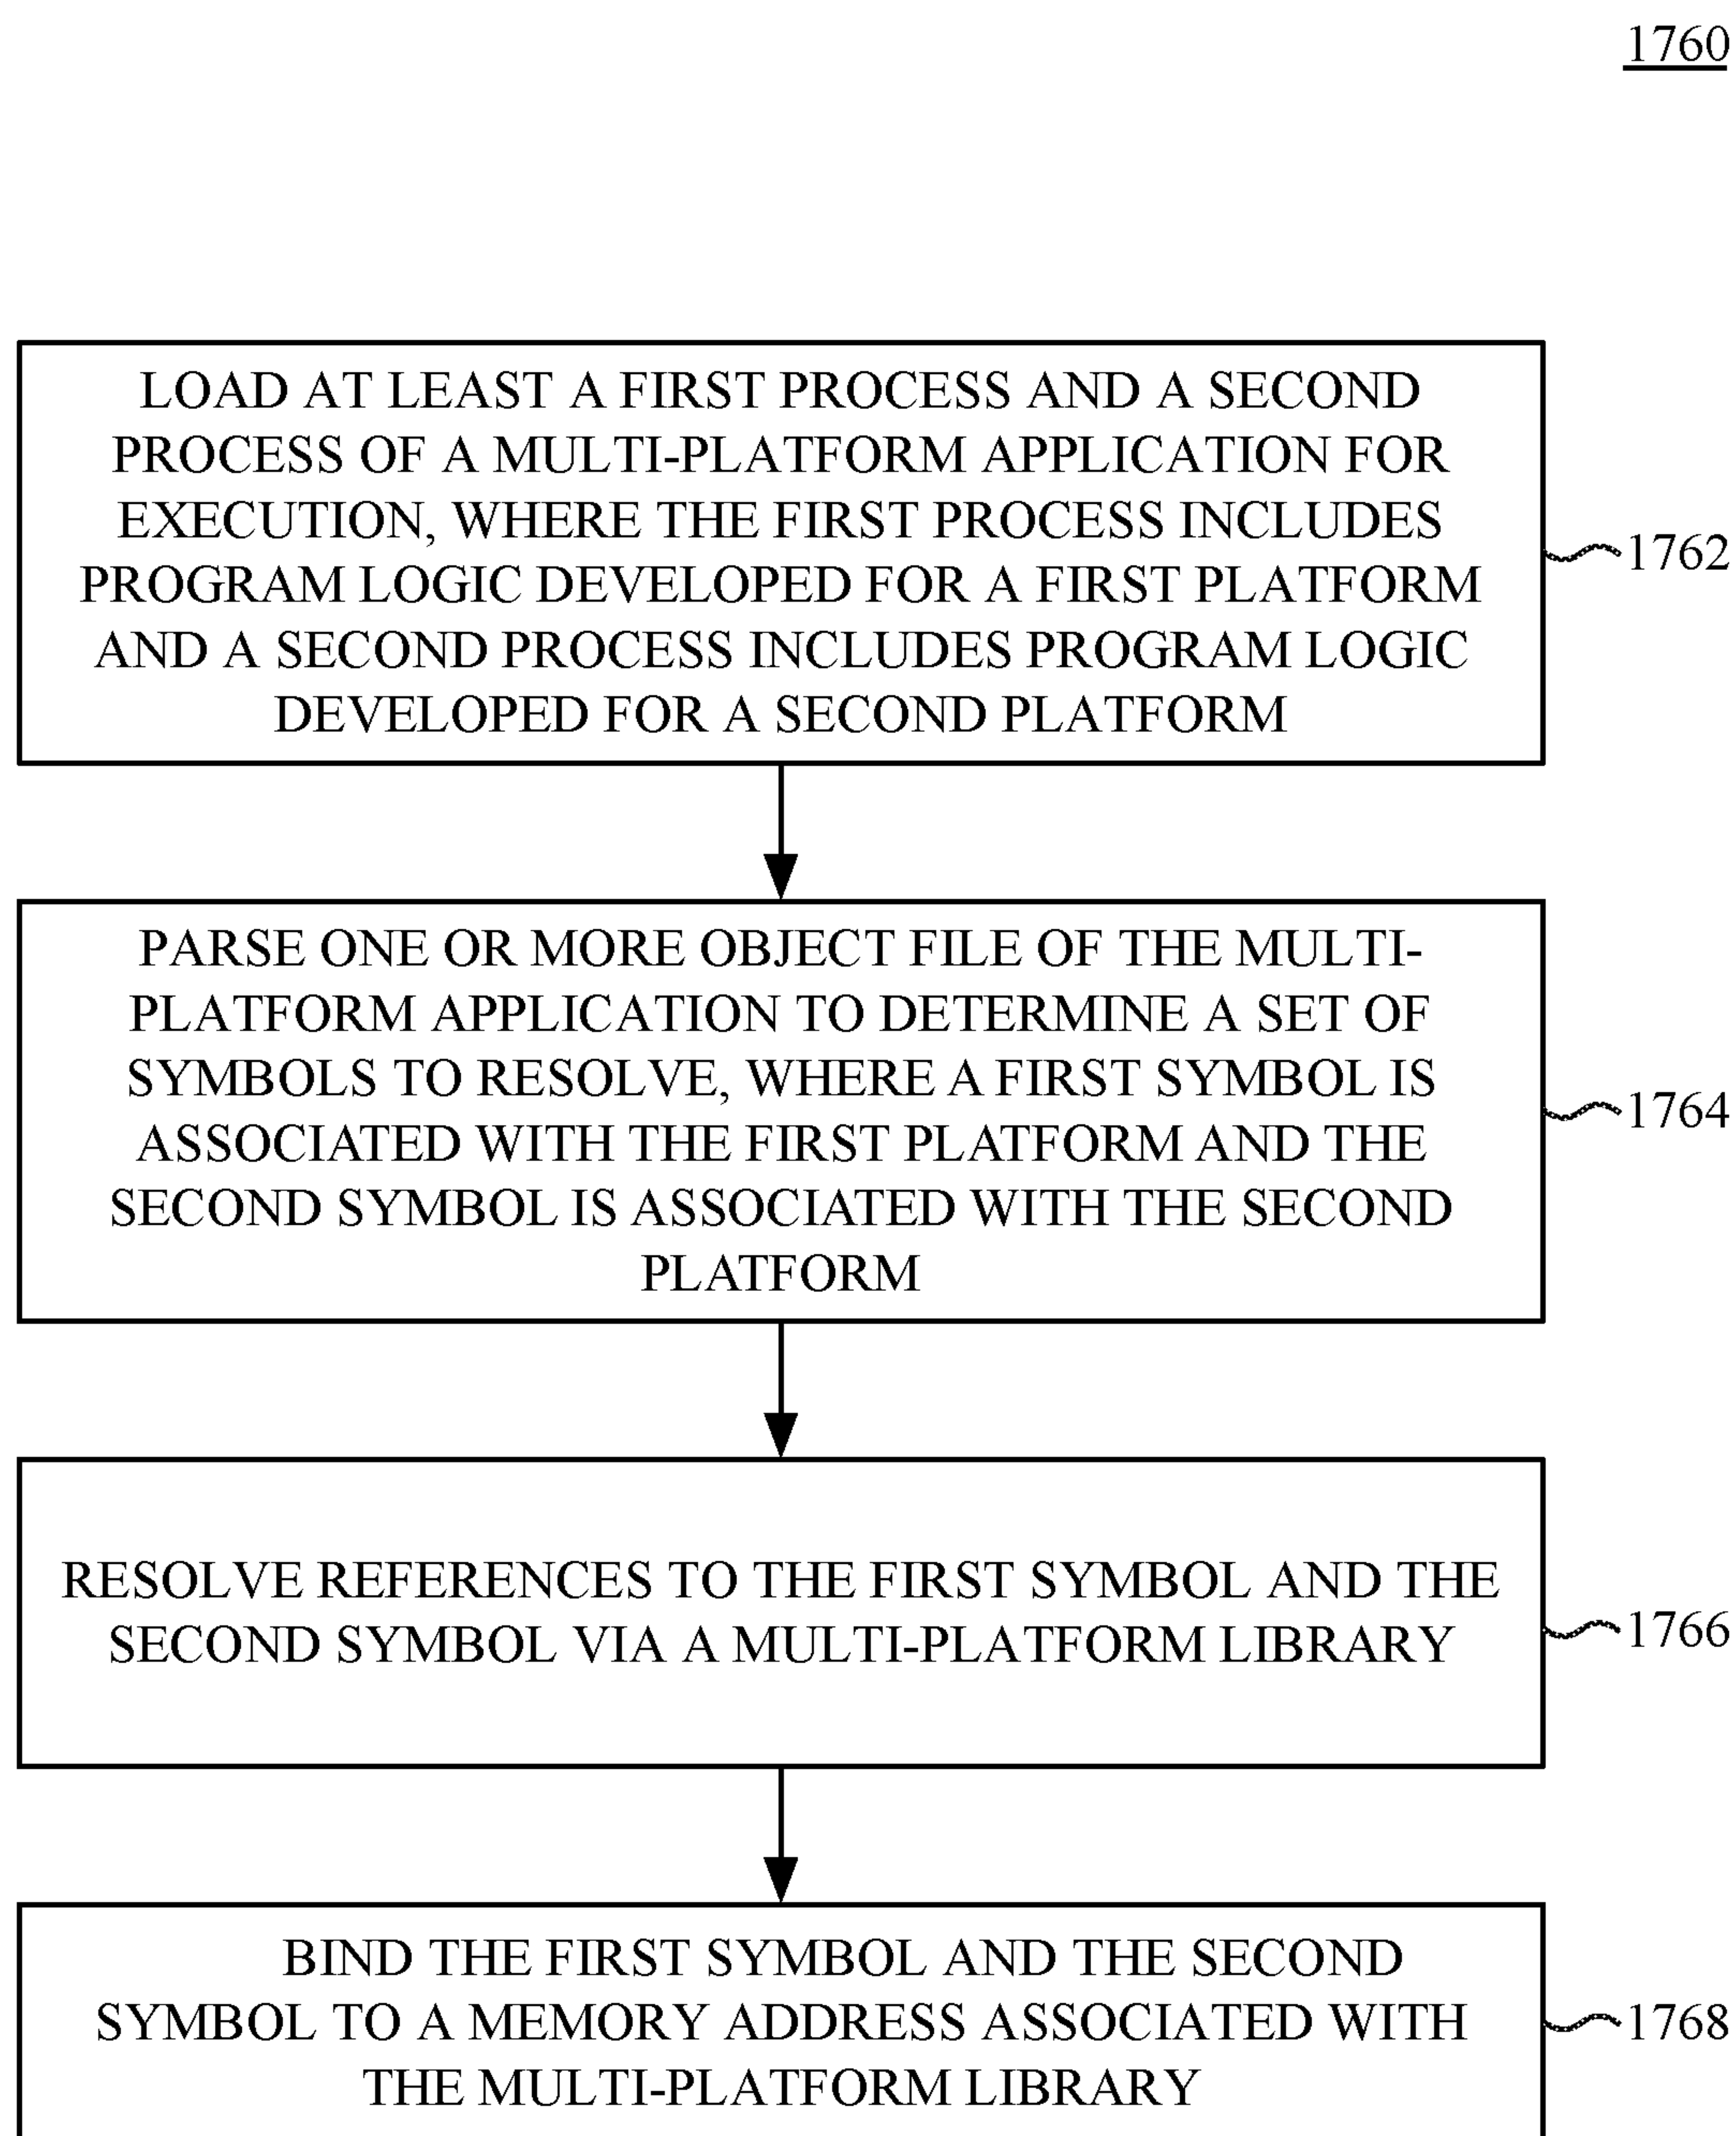 1760
LOAD AT LEAST A FIRST PROCESS AND A SECOND
PROCESS OF A MULTI-PLATFORM APPLICATION FOR
EXECUTION, WHERE THE FIRST PROCESS INCLUDES
PROGRAM LOGIC DEVELOPED FOR A FIRST PLATFORM
AND A SECOND PROCESS INCLUDES PROGRAM LOGIC
DEVELOPED FOR A SECOND PLATFORM
1762
PARSE ONE OR MORE OBJECT FILE OF THE MULTI-
PLATFORM APPLICATION TO DETERMINE A SET OF
SYMBOLS TO RESOLVE, WHERE A FIRST SYMBOL IS
ASSOCIATED WITH THE FIRST PLATFORM AND THE
SECOND SYMBOL IS ASSOCIATED WITH THE SECOND
PLATFORM
1764
RESOLVE REFERENCES TO THE FIRST SYMBOL AND THE
SECOND SYMBOL VIA A MULTI-PLATFORM LIBRARY
1766
BIND THE FIRST SYMBOL AND THE SECOND
SYMBOL TO A MEMORY ADDRESS ASSOCIATED WITH
THE MULTI-PLATFORM LIBRARY
1768